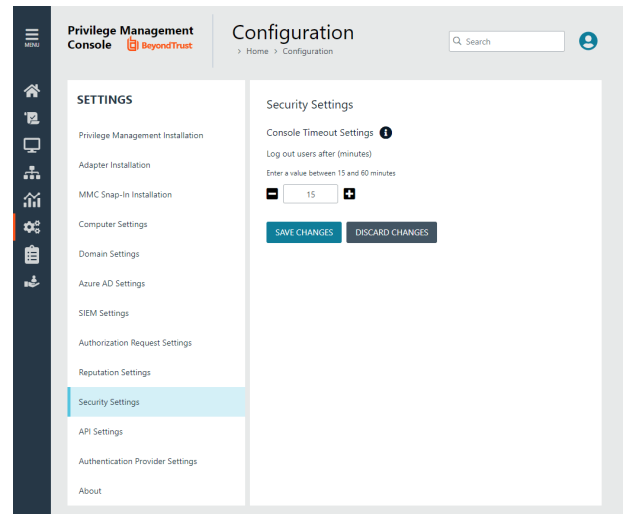 MENU
Privilege Management
Console BeyondTrust
Configuration
> Home > Configuration
Search
SETTINGS
Privilege Management Installation
Adapter Installation
MMC Snap-In Installation
Computer Settings
Domain Settings
Azure AD Settings
SIEM Settings
Authorization Request Settings
Reputation Settings
Security Settings
API Settings
Authentication Provider Settings
About
Security Settings
Console Timeout Settings
Log out users after (minutes)
Enter a value between 15 and 60 minutes
15
SAVE CHANGES DISCARD CHANGES